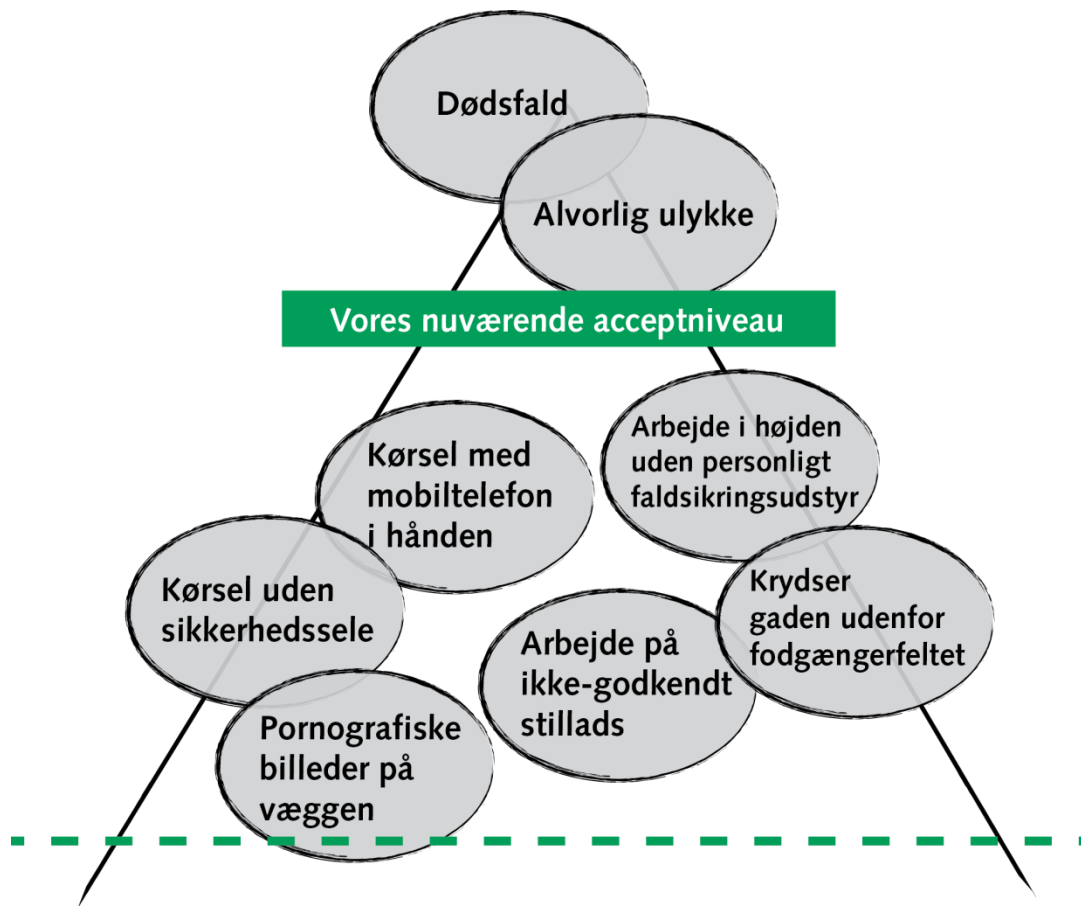 Dødsfald
Alvorlig ulykke
Vores nuværende acceptniveau
Kørsel med
mobiltelefon
i hånden
Arbejde i højden
uden personligt
faldsikringsudstyr
Kørsel uden
sikkerhedssele
Arbejde på
ikke-godkendt
stillads
Krydser
gaden udenfor
fodgængerfeltet
Pornografiske
billeder på
væggen